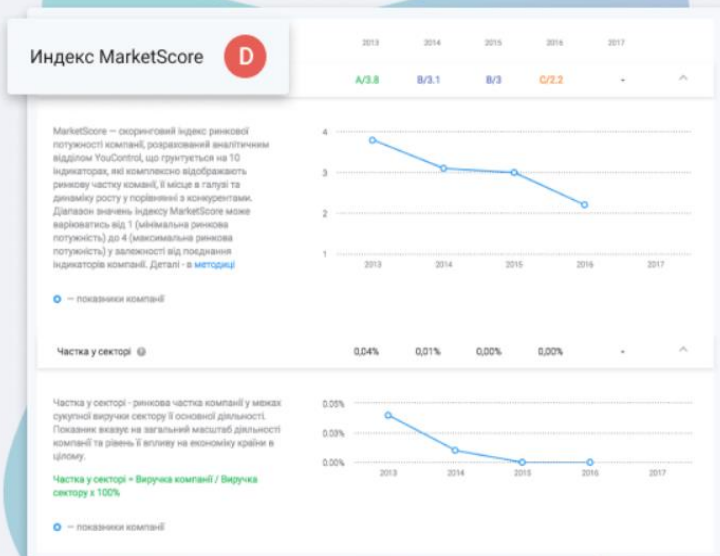 Индекс MarketScore D
2013 2014 2015 2016 2017
A/3.8 B/3.1 B/3 C/2.2 -
MarketScore — скоринговий індекс ринкової
потужності компанії, розрахований аналітичним
відділом YouControl, що ґрунтується на 10
індикаторах, які комплексно відображають
ринкову частку команії, її місце в галузі та
динаміку росту у порівнянні з конкурентами.
Діапазон значень індексу MarketScore може
варіюватись від 1 (мінімальна ринкова
потужність) до 4 (максимальна ринкова
потужність) у залежності від поєднання
індикаторів компанії. Деталі - в методиці
— показники компанії
4
3
2
1
2013 2014 2015 2016 2017
Частка у секторі ? 0,04% 0,01% 0,00% 0,00% -
Частка у секторі - ринкова частка компанії у межах
сукупної виручки сектору її основної діяльності.
Показник вказує на загальний масштаб діяльності
компанії та рівень її впливу на економіку країни в
цілому.
Частка у секторі = Виручка компанії / Виручка
сектору x 100%
— показники компанії
0.05%
0.03%
0.00%
2013 2014 2015 2016 2017